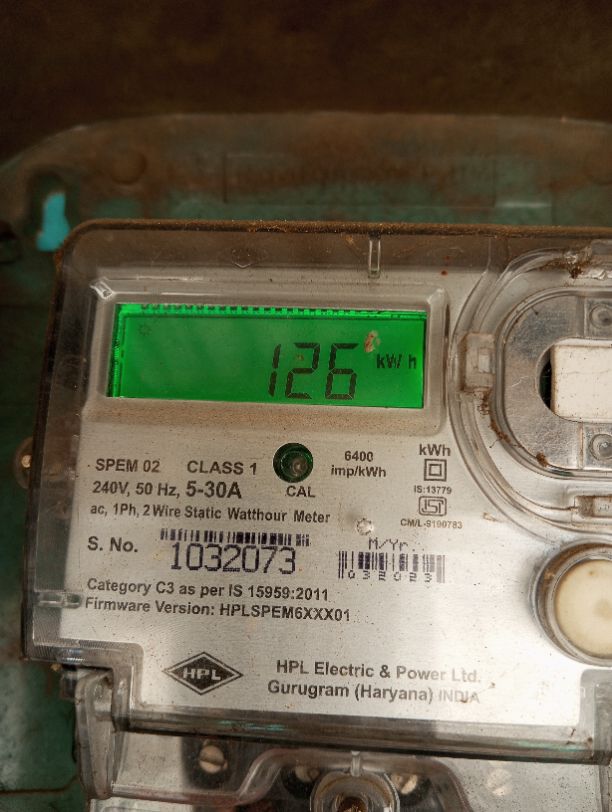 126 kWh
SPEM 02 CLASS 1 6400 imp/kWh kWh
240V, 50 Hz, 5-30A CAL IS:13779
ac, 1Ph, 2 Wire Static Watthour Meter CM/L-9190783
S. No. 1032073 M/Yr.. 032023
Category C3 as per IS 15959:2011
Firmware Version: HPLSPEM6XXX01
HPL HPL Electric & Power Ltd.
Gurugram (Haryana) INDIA